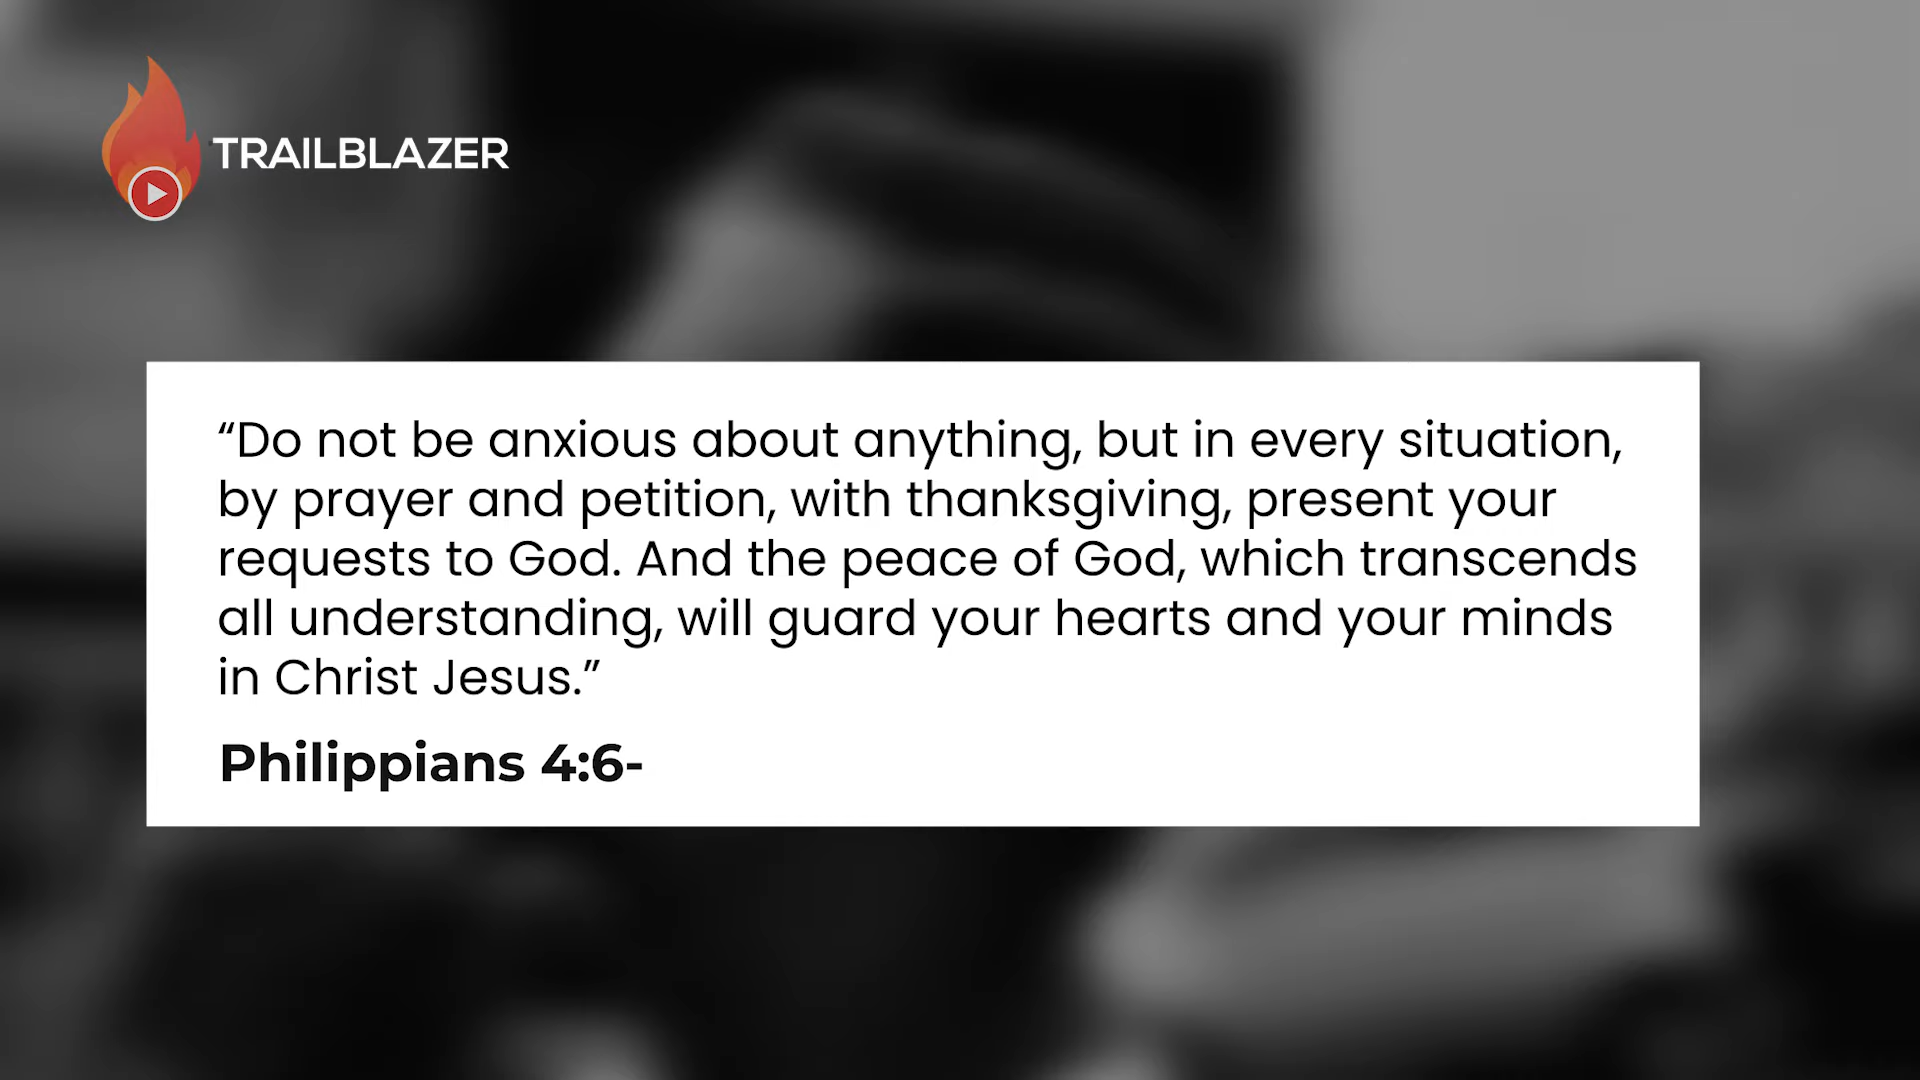 TRAILBLAZER
“Do not be anxious about anything, but in every situation,
by prayer and petition, with thanksgiving, present your
requests to God. And the peace of God, which transcends
all understanding, will guard your hearts and your minds
in Christ Jesus.”
Philippians 4:6-